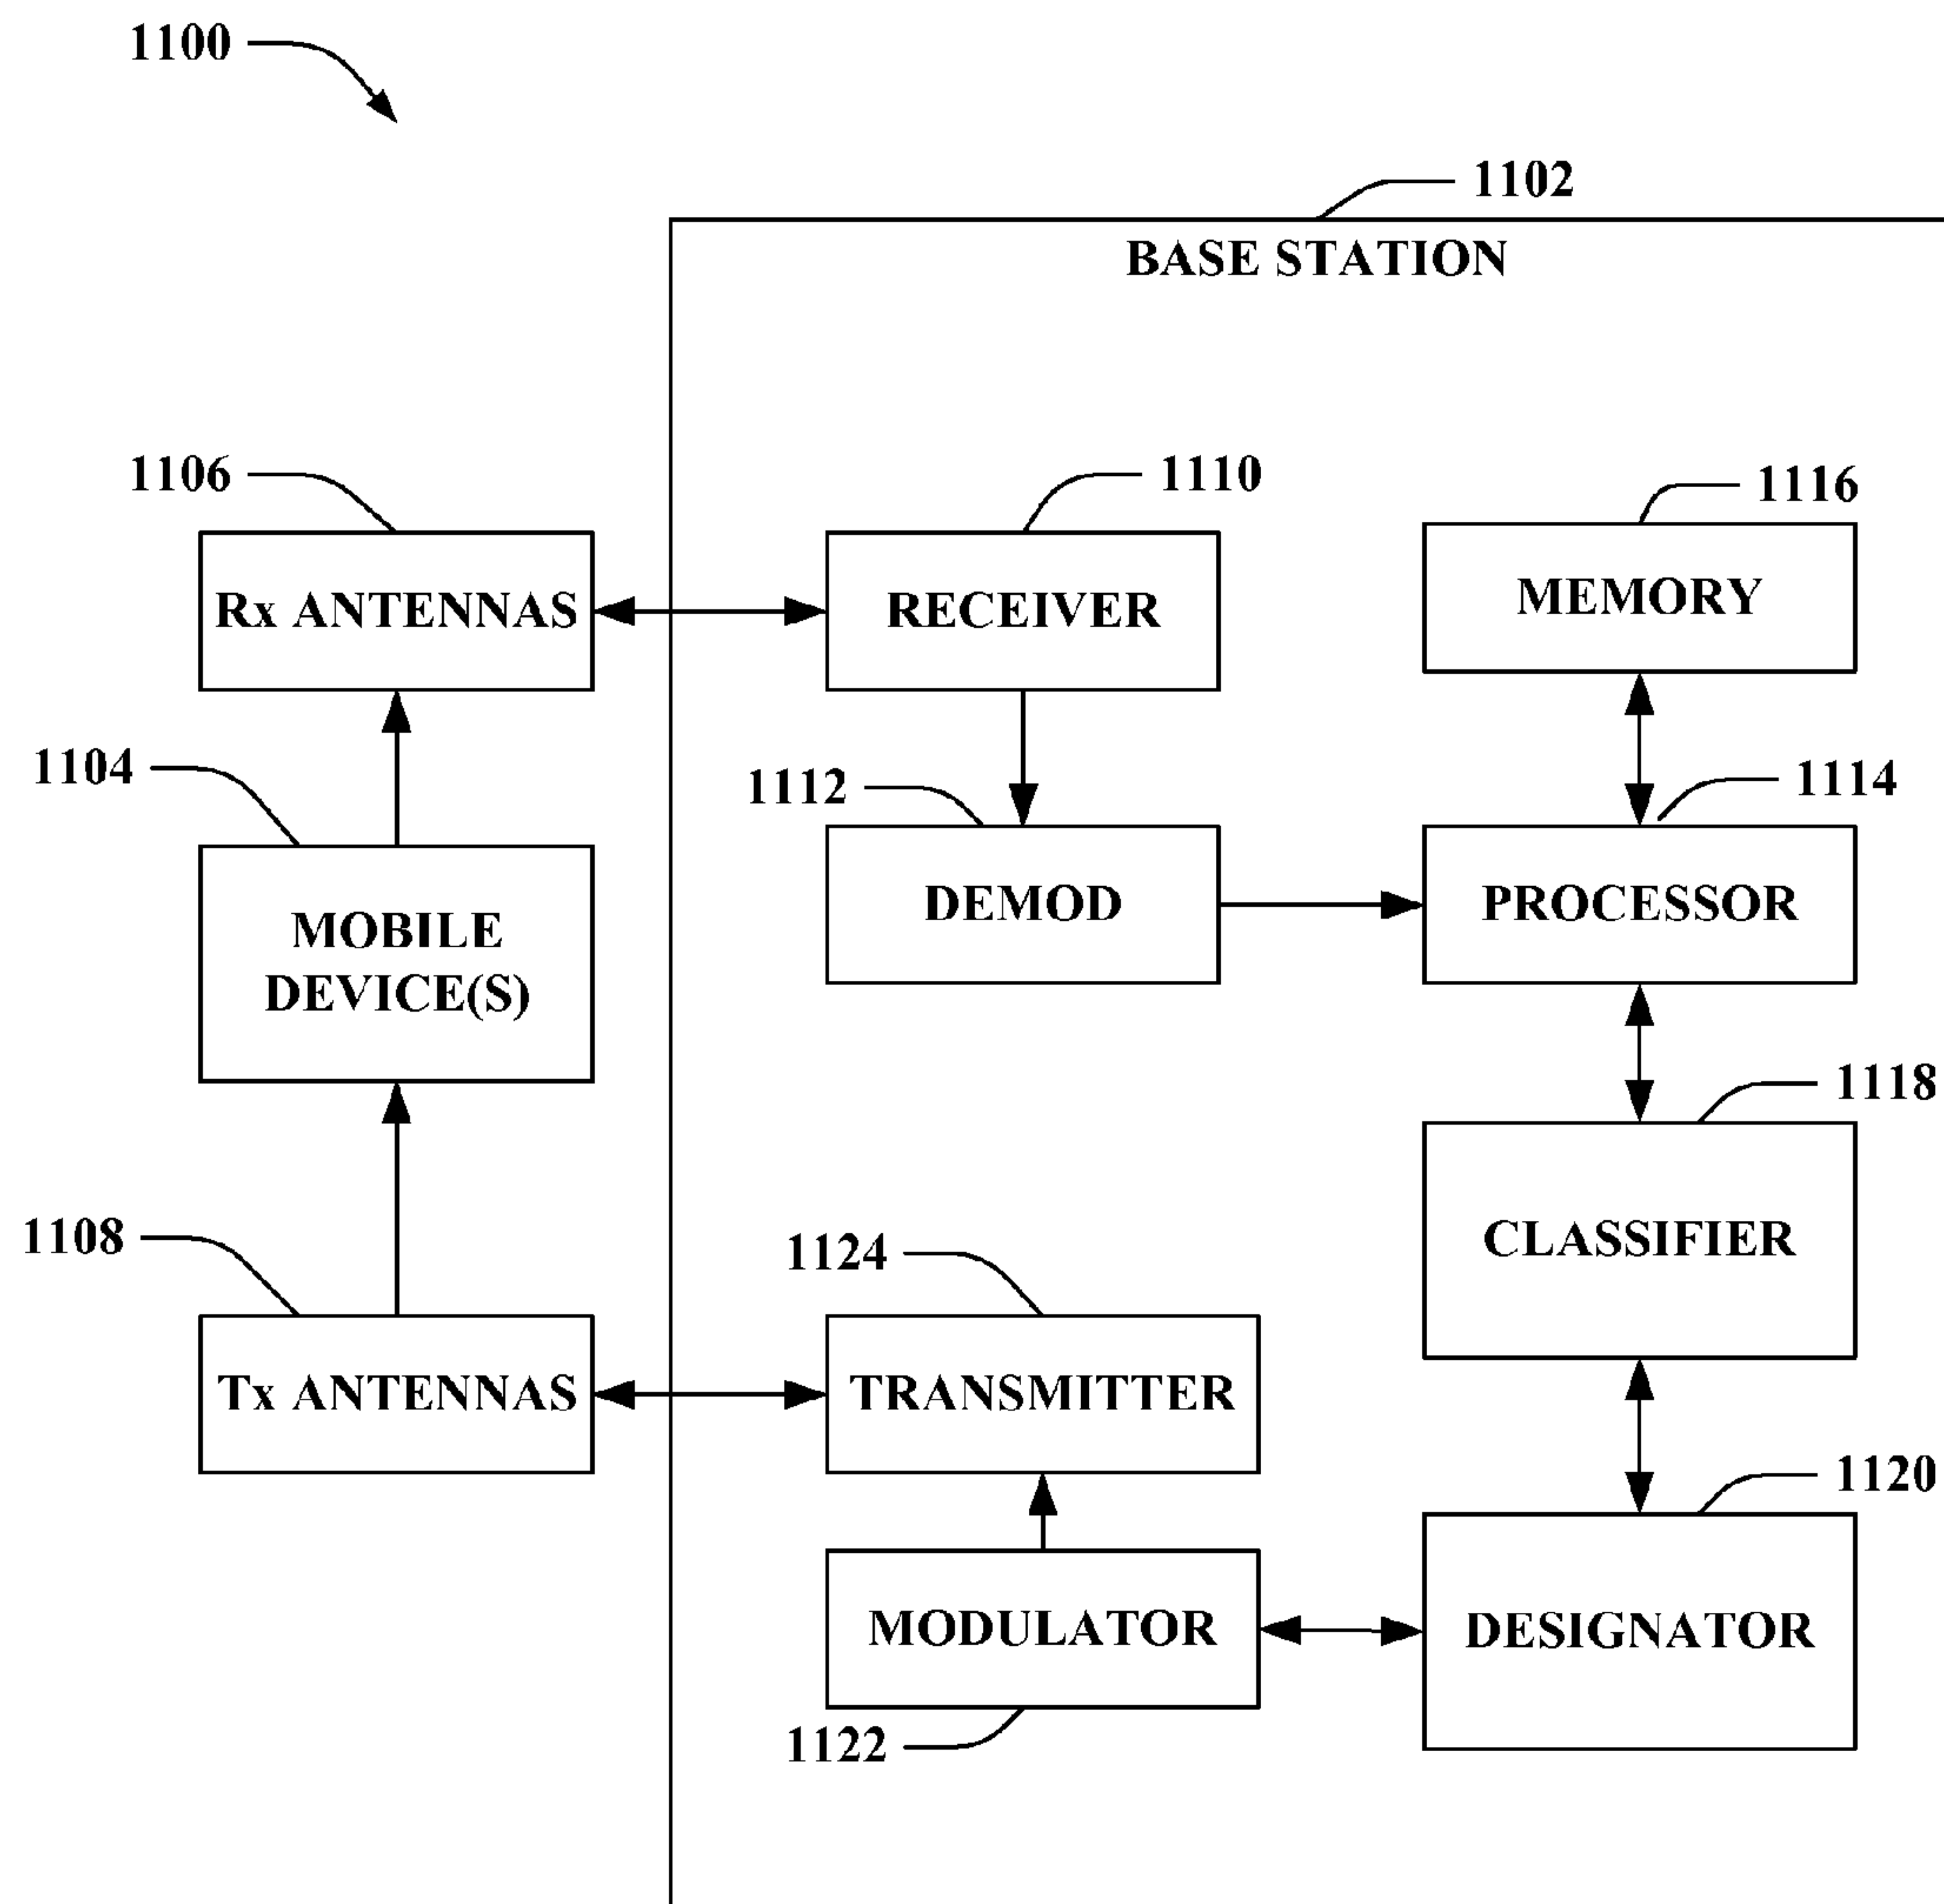 1100
1102
BASE STATION
1106
1110
1116
Rx ANTENNAS
RECEIVER
MEMORY
1104
1112
1114
MOBILE
DEVICE(S)
DEMOD
PROCESSOR
1118
1108
1124
CLASSIFIER
Tx ANTENNAS
TRANSMITTER
1120
MODULATOR
DESIGNATOR
1122